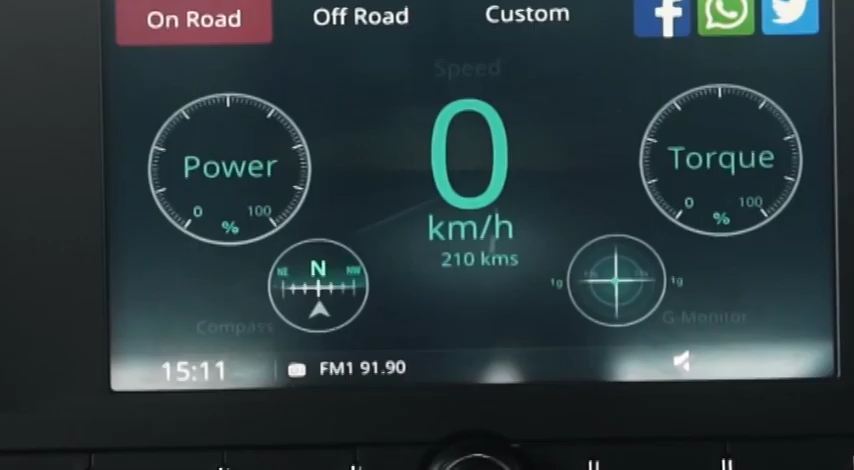 On Road
Off Road
Custom
Speed
0
km/h
210 kms
Power
0
100
%
Torque
0
100
%
NE
N
NW
Compass
1g
1g
G-Monitor
15:11
FM1 91.90